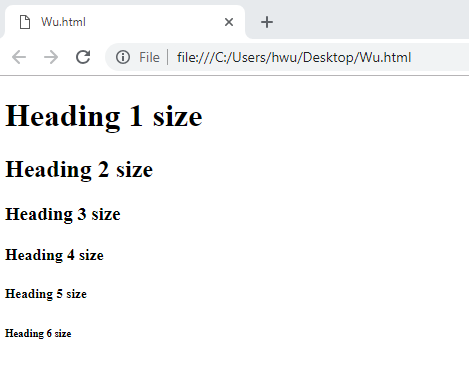 Wu.html
File file:///C:/Users/hwu/Desktop/Wu.html
Heading 1 size
Heading 2 size
Heading 3 size
Heading 4 size
Heading 5 size
Heading 6 size